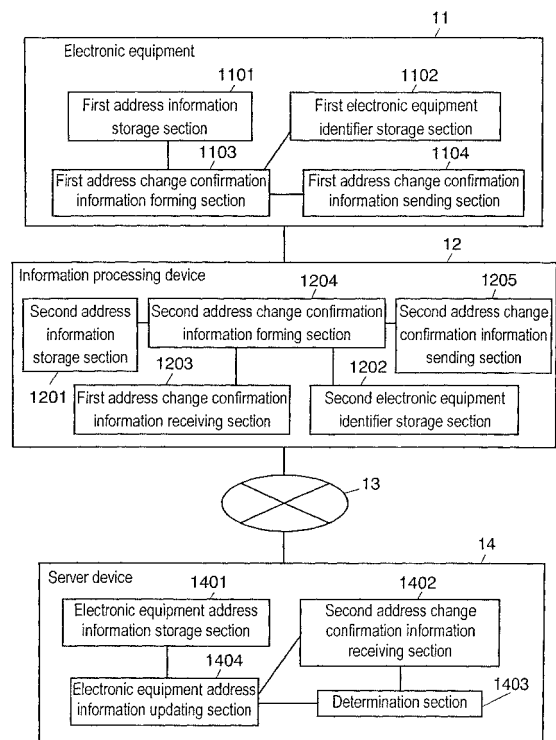 11
Electronic equipment
1101
1102
First address information
storage section
First electronic equipment
identifier storage section
1103
1104
First address change confirmation
information forming section
First address change confirmation
information sending section
12
Information processing device
1204
1205
Second address
information
storage section
Second address change confirmation
information forming section
Second address change
confirmation information
sending section
1201
1203
1202
First address change confirmation
information receiving section
Second electronic equipment
identifier storage section
13
14
Server device
1401
1402
Electronic equipment address
information storage section
Second address change
confirmation information
receiving section
1404
1403
Electronic equipment address
information updating section
Determination section